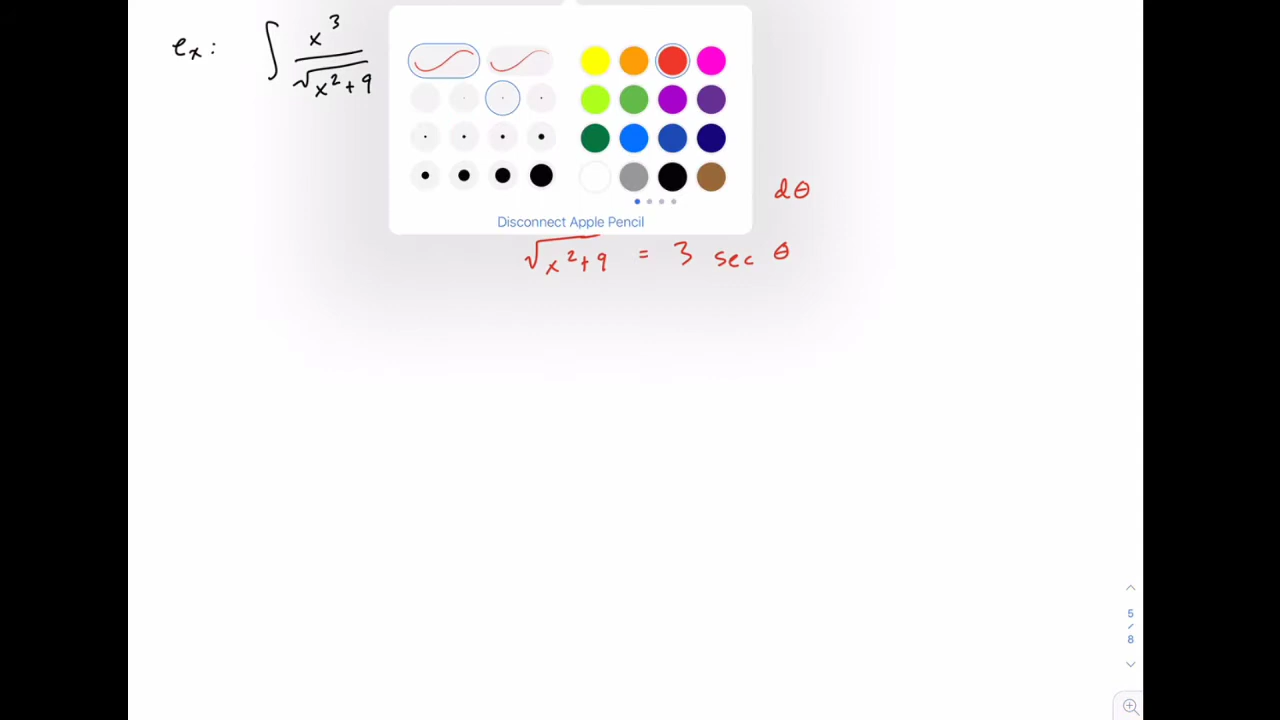 ex: ∫ x³/√(x²+9)
Disconnect Apple Pencil
dθ
√(x²+9) = 3 sec θ
5
/
8